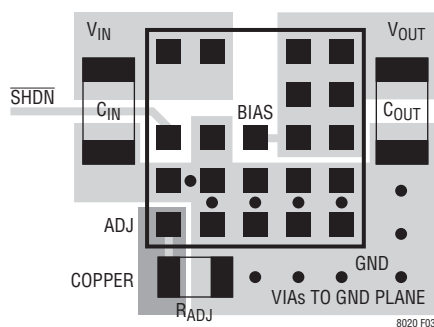 VIN
VOUT
SHDN
CIN
BIAS
COUT
ADJ
GND
COPPER
RADJ
VIAs TO GND PLANE
8020 F03